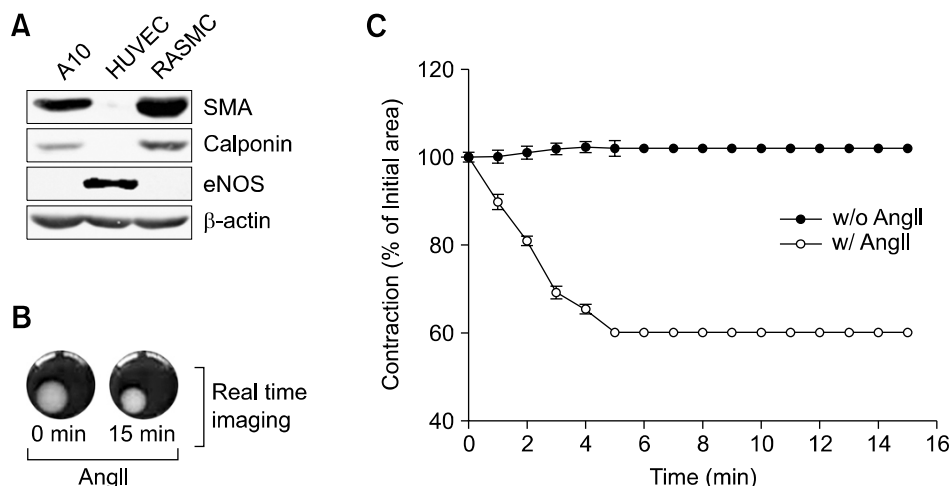 A
A10
HUVEC
RASMC
SMA
Calponin
eNOS
β-actin
B
0 min
15 min
AngII
Real time
imaging
C
Contraction (% of Initial area)
120
100
80
60
40
w/o AngII
w/ AngII
0
2
4
6
8
10
12
14
16
Time (min)